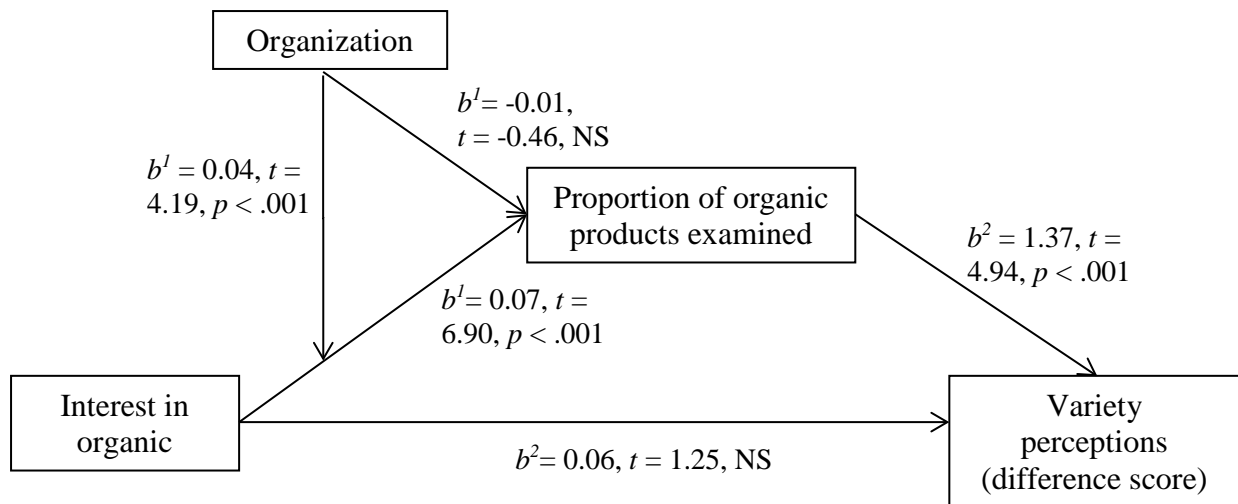 Organization
b¹= -0.01,
t = -0.46, NS
b¹ = 0.04, t =
4.19, p < .001
Proportion of organic
products examined
b² = 1.37, t =
4.94, p < .001
b¹= 0.07, t =
6.90, p < .001
Interest in
organic
Variety
perceptions
(difference score)
b²= 0.06, t = 1.25, NS